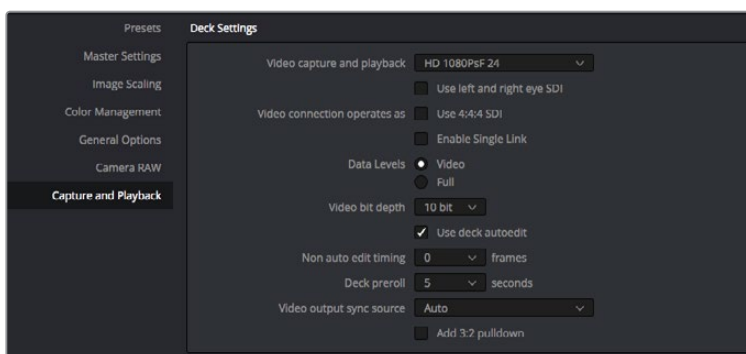 Presets
Master Settings
Image Scaling
Color Management
General Options
Camera RAW
Capture and Playback
Deck Settings
Video capture and playback HD 1080PsF 24
Use left and right eye SDI
Video connection operates as Use 4:4:4 SDI
Enable Single Link
Data Levels Video
Full
Video bit depth 10 bit
Use deck autoedit
Non auto edit timing 0 frames
Deck preroll 5 seconds
Video output sync source Auto
Add 3:2 pulldown